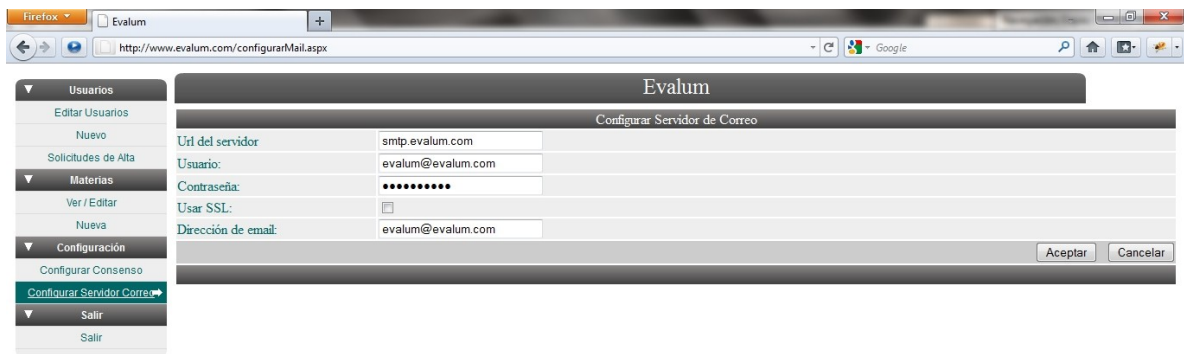 Firefox
Evalum
http://www.evalum.com/configurarMail.aspx
Google
Usuarios
Editar Usuarios
Nuevo
Solicitudes de Alta
Materias
Ver / Editar
Nueva
Configuración
Configurar Consenso
Configurar Servidor Correo
Salir
Salir
Evalum
Configurar Servidor de Correo
Url del servidor
smtp.evalum.com
Usuario:
evalum@evalum.com
Contraseña:
••••••••••
Usar SSL:
Dirección de email:
evalum@evalum.com
Aceptar
Cancelar